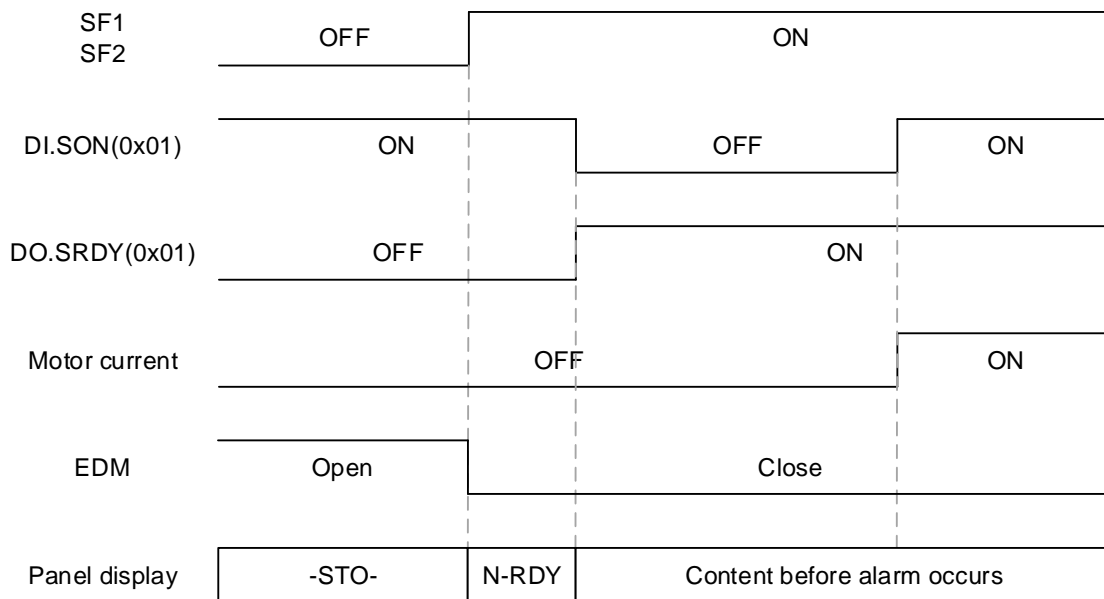 SF1
SF2
OFF
ON
DI.SON(0x01)
ON
OFF
ON
DO.SRDY(0x01)
OFF
ON
Motor current
OFF
ON
EDM
Open
Close
Panel display
-STO-
N-RDY
Content before alarm occurs